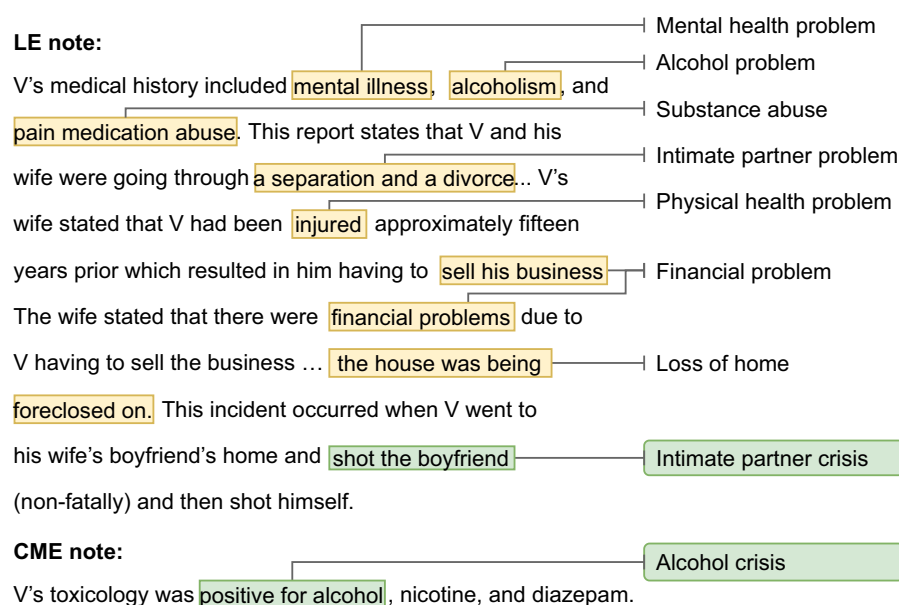 Mental health problem
LE note:
Alcohol problem
V's medical history included mental illness, alcoholism, and
Substance abuse
pain medication abuse. This report states that V and his
Intimate partner problem
wife were going through a separation and a divorce... V's
Physical health problem
wife stated that V had been injured approximately fifteen
years prior which resulted in him having to sell his business
Financial problem
The wife stated that there were financial problems due to
V having to sell the business … the house was being
Loss of home
foreclosed on. This incident occurred when V went to
his wife's boyfriend's home and shot the boyfriend
Intimate partner crisis
(non-fatally) and then shot himself.
CME note:
Alcohol crisis
V's toxicology was positive for alcohol, nicotine, and diazepam.